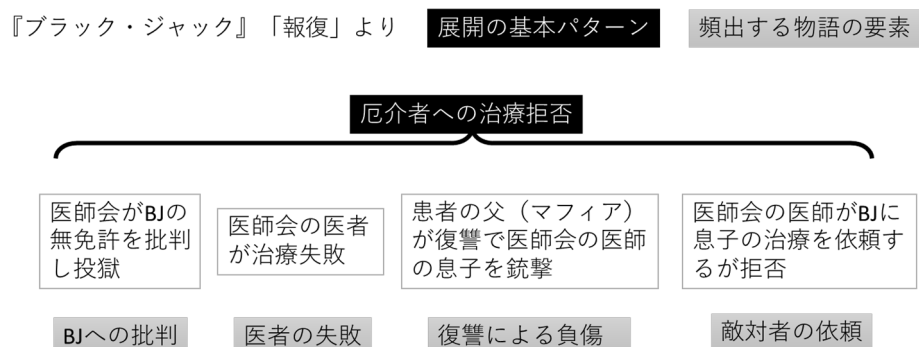 『ブラック・ジャック』「報復」より 展開の基本パターン 頻出する物語の要素
厄介者への治療拒否
医師会がBJの
無免許を批判
し投獄
医師会の医者
が治療失敗
患者の父（マフィア）
が復讐で医師会の医師
の息子を銃撃
医師会の医師がBJに
息子の治療を依頼す
るが拒否
BJへの批判
医者の失敗
復讐による負傷
敵対者の依頼